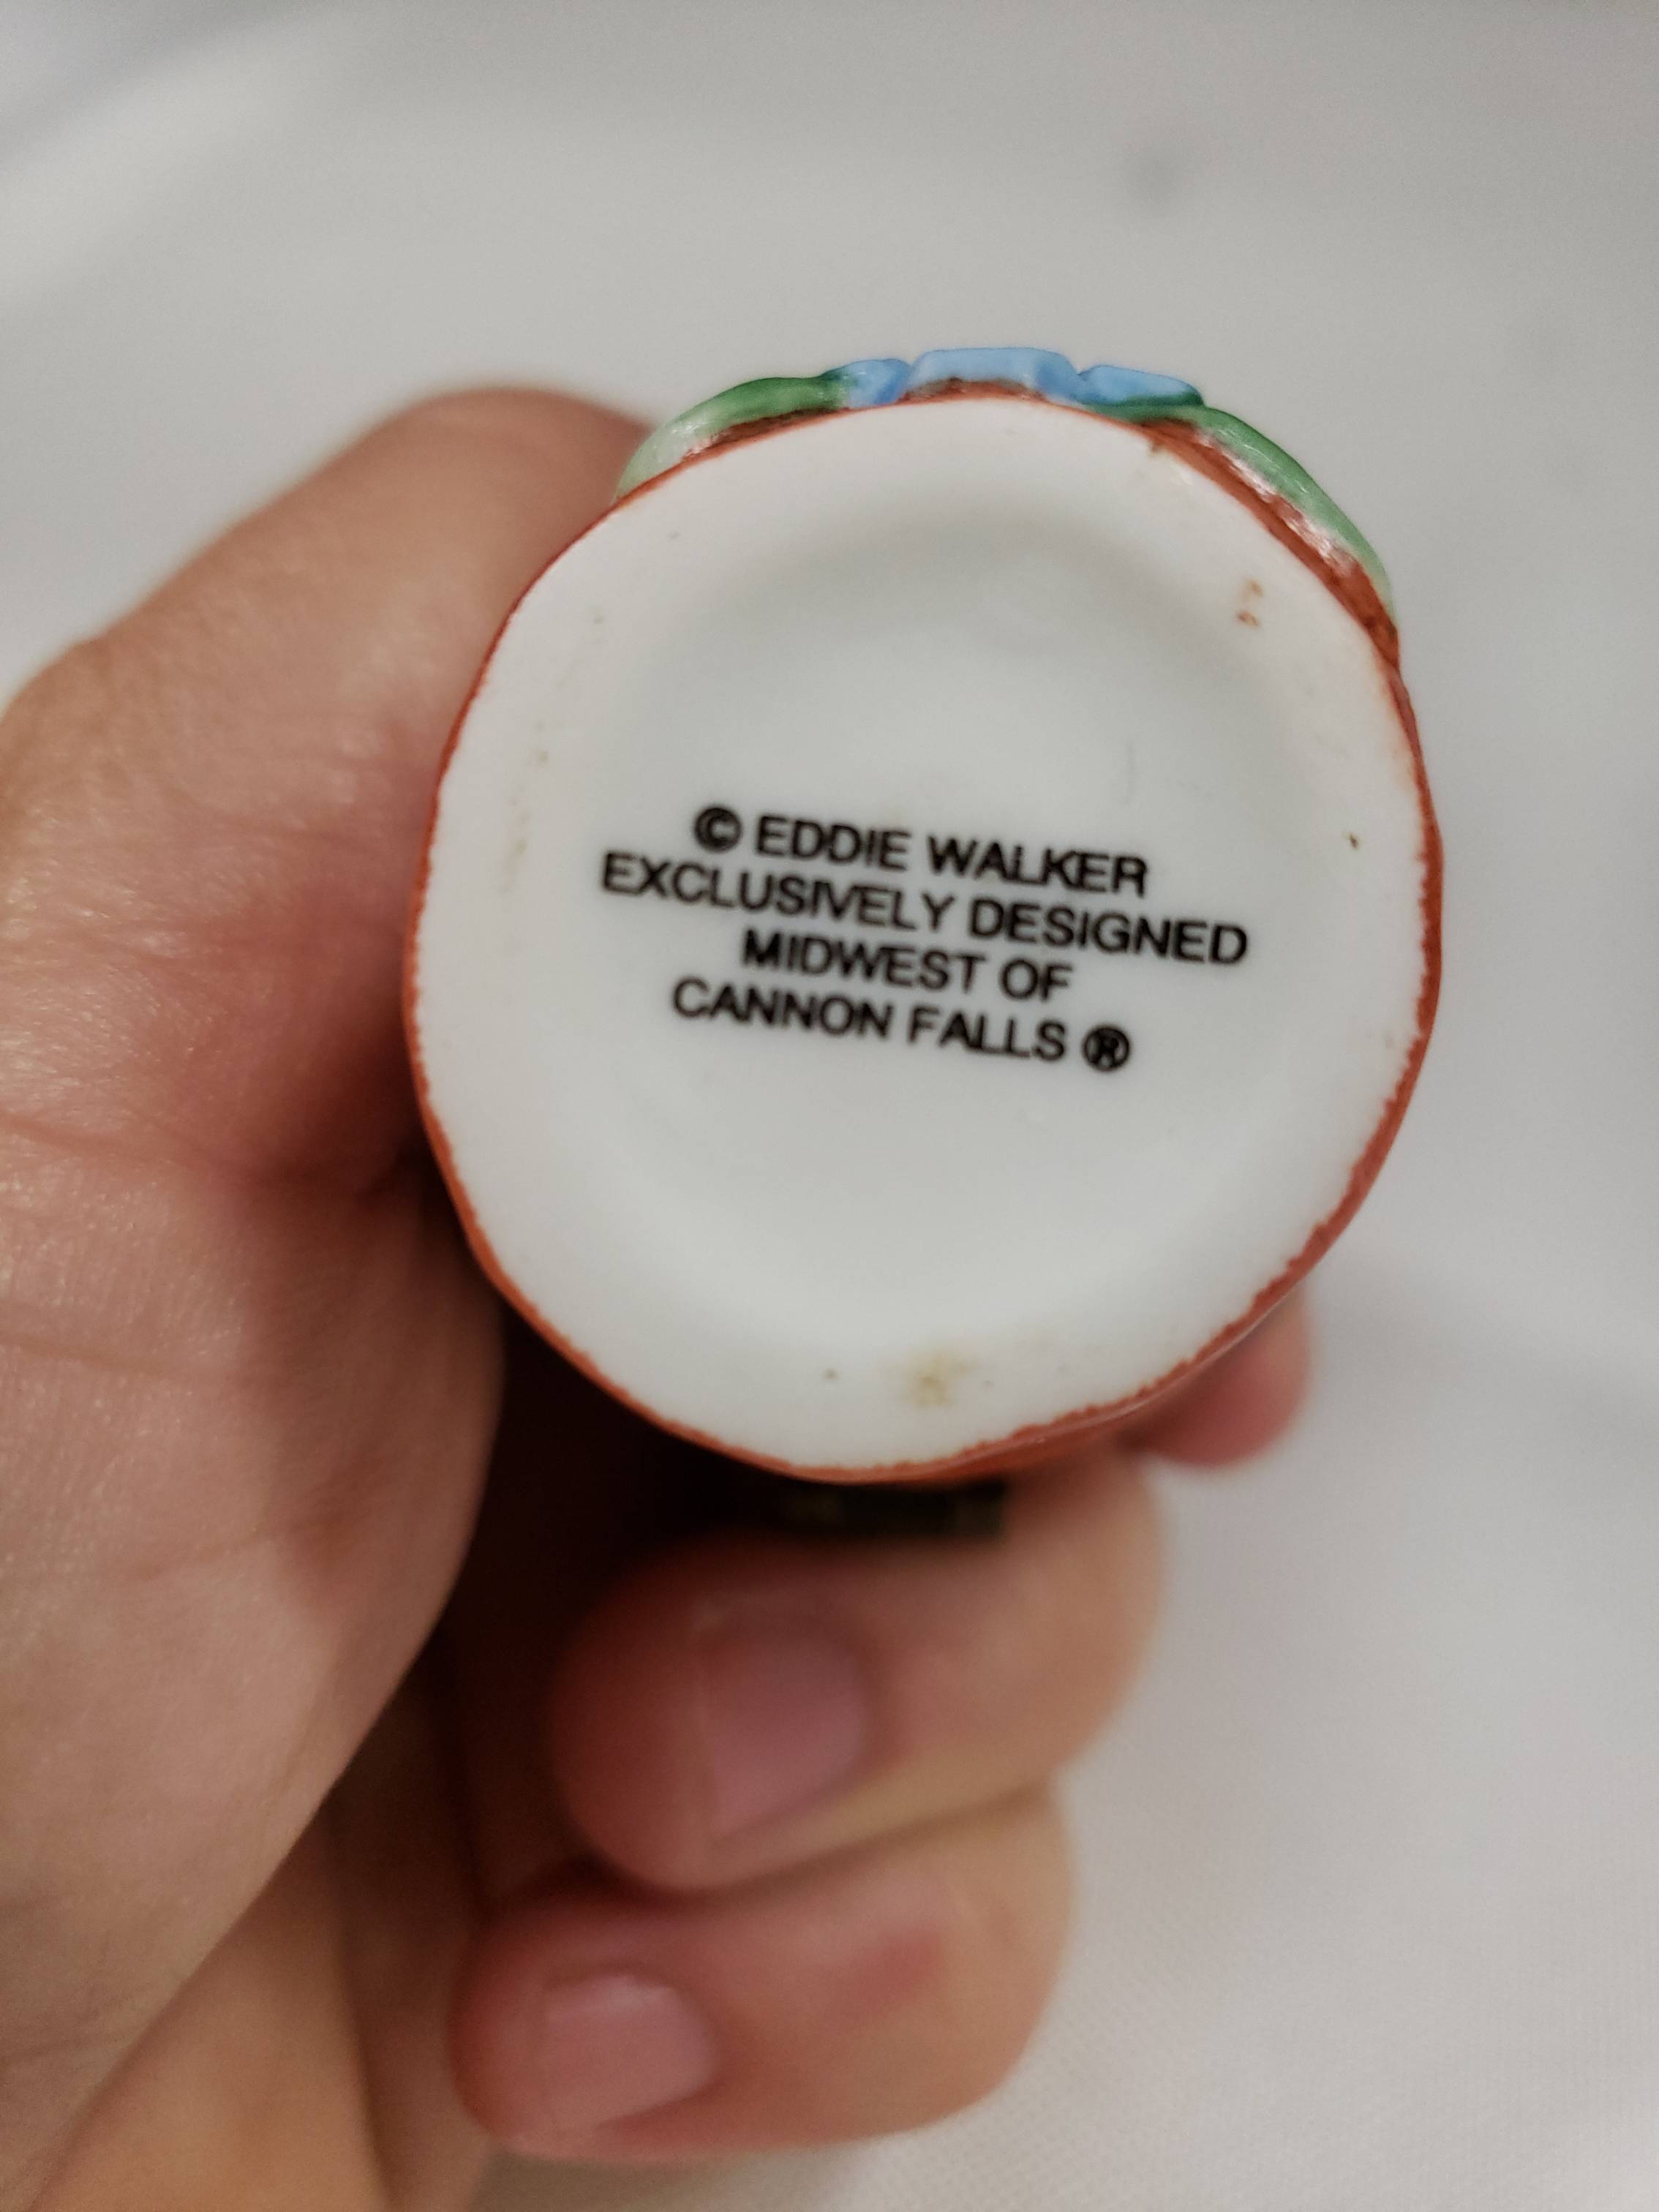 © EDDIE WALKER
EXCLUSIVELY DESIGNED
MIDWEST OF
CANNON FALLS ®